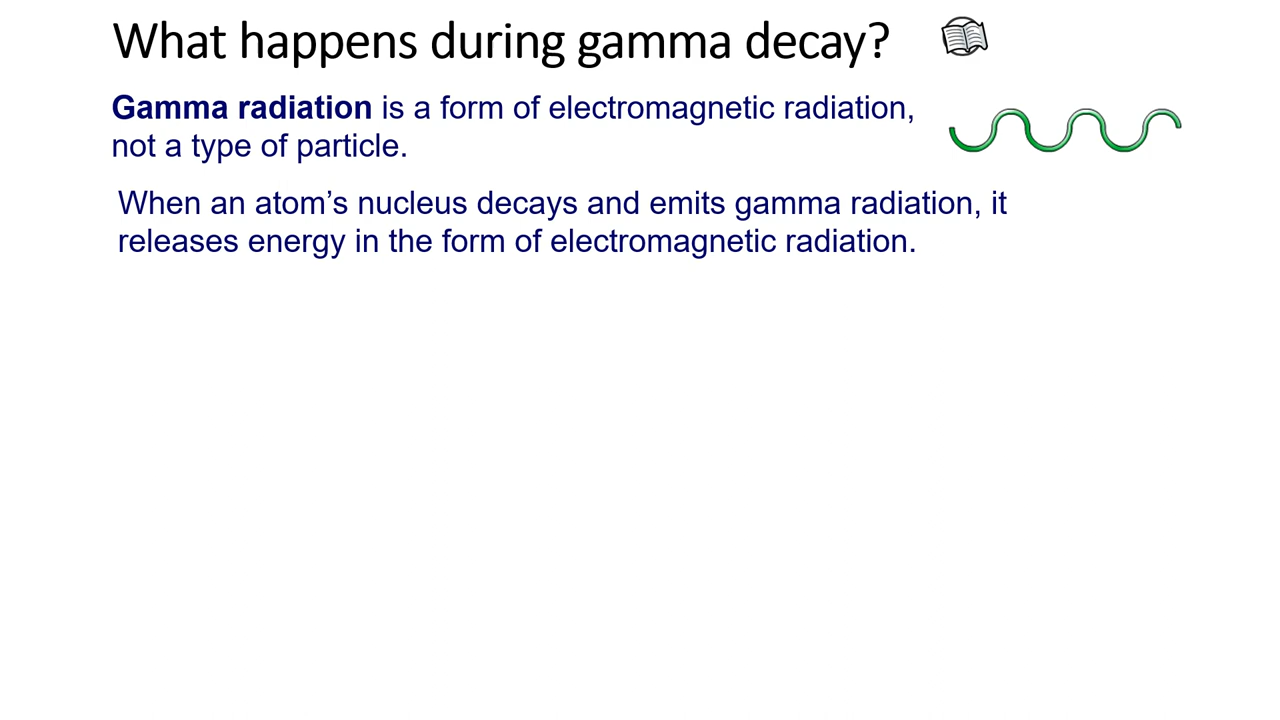 What happens during gamma decay?
Gamma radiation is a form of electromagnetic radiation,
not a type of particle.
When an atom’s nucleus decays and emits gamma radiation, it
releases energy in the form of electromagnetic radiation.